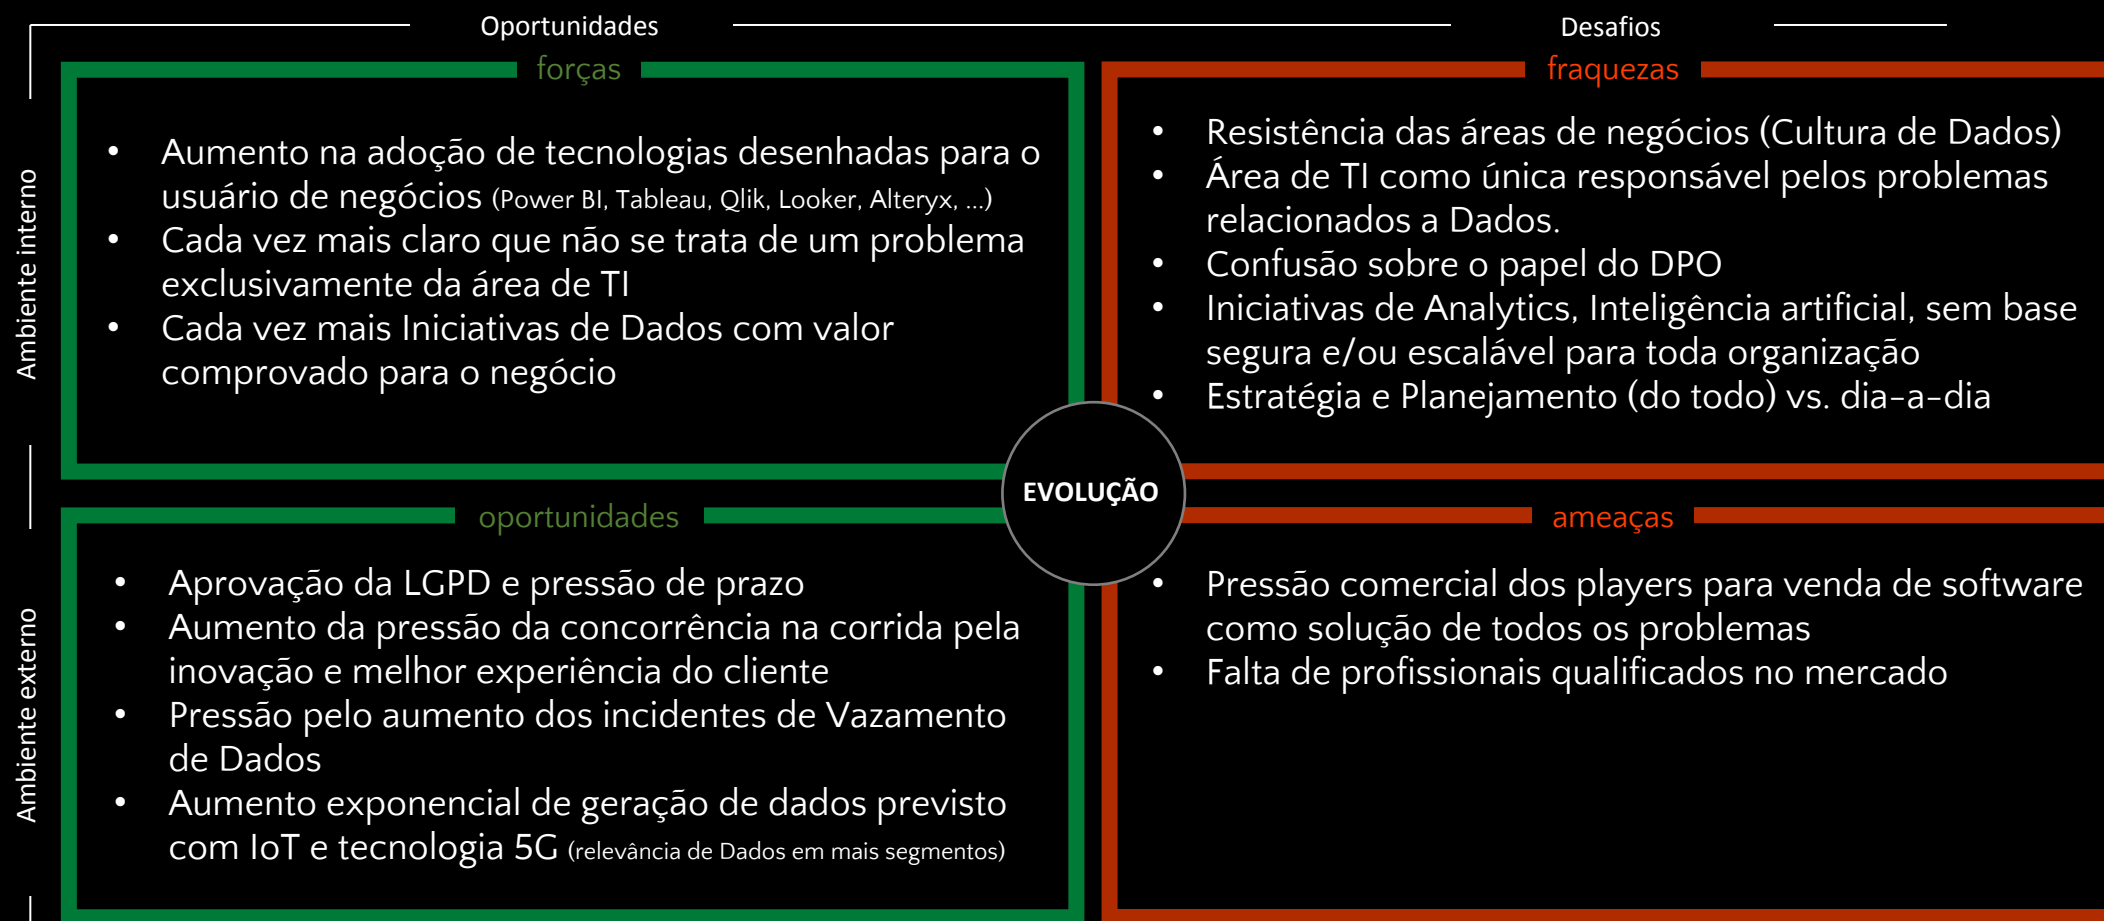 Oportunidades
Desafios
forças
fraquezas
Ambiente interno
• Aumento na adoção de tecnologias desenhadas para o
usuário de negócios (Power BI, Tableau, Qlik, Looker, Alteryx, ...)
• Cada vez mais claro que não se trata de um problema
exclusivamente da área de TI
• Cada vez mais Iniciativas de Dados com valor
comprovado para o negócio
• Resistência das áreas de negócios (Cultura de Dados)
• Área de TI como única responsável pelos problemas
relacionados a Dados.
• Confusão sobre o papel do DPO
• Iniciativas de Analytics, Inteligência artificial, sem base
segura e/ou escalável para toda organização
• Estratégia e Planejamento (do todo) vs. dia-a-dia
EVOLUÇÃO
oportunidades
ameaças
Ambiente externo
• Aprovação da LGPD e pressão de prazo
• Aumento da pressão da concorrência na corrida pela
inovação e melhor experiência do cliente
• Pressão pelo aumento dos incidentes de Vazamento
de Dados
• Aumento exponencial de geração de dados previsto
com IoT e tecnologia 5G (relevância de Dados em mais segmentos)
• Pressão comercial dos players para venda de software
como solução de todos os problemas
• Falta de profissionais qualificados no mercado